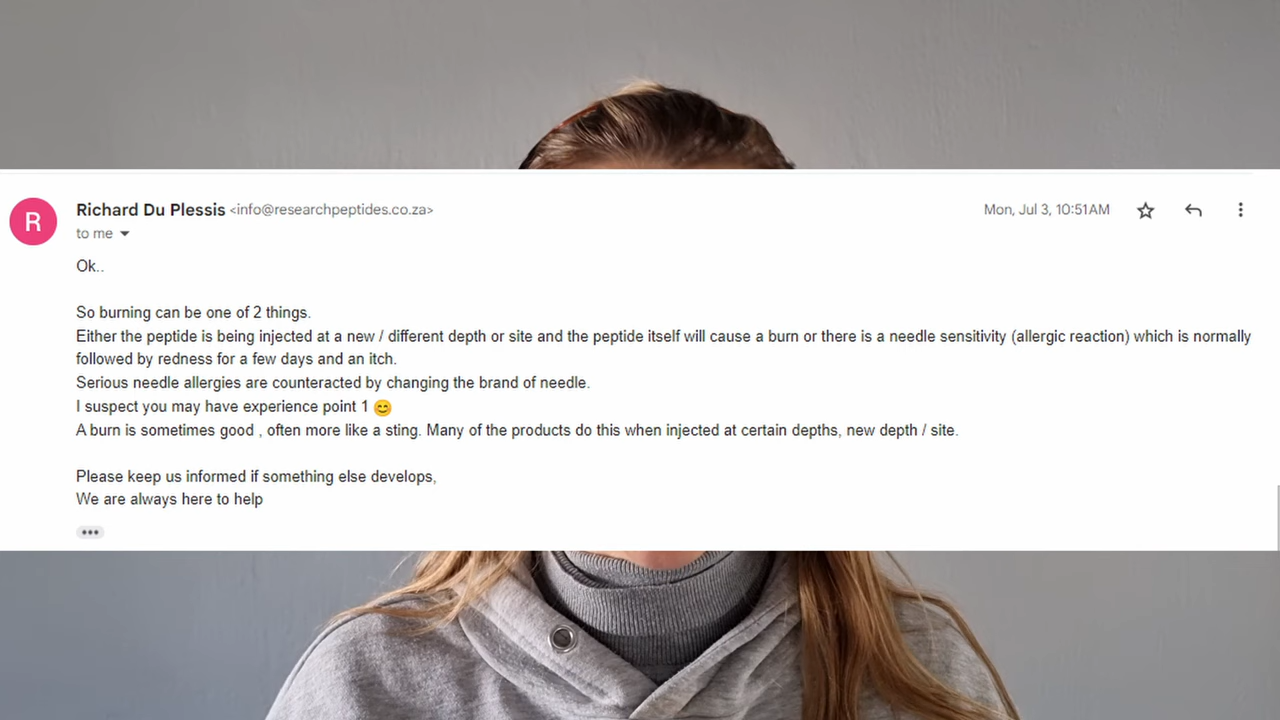 R
Richard Du Plessis <info@researchpeptides.co.za>
Mon, Jul 3, 10:51 AM
to me
Ok..
So burning can be one of 2 things.
Either the peptide is being injected at a new / different depth or site and the peptide itself will cause a burn or there is a needle sensitivity (allergic reaction) which is normally
followed by redness for a few days and an itch.
Serious needle allergies are counteracted by changing the brand of needle.
I suspect you may have experience point 1 😊
A burn is sometimes good , often more like a sting. Many of the products do this when injected at certain depths, new depth / site.
Please keep us informed if something else develops,
We are always here to help